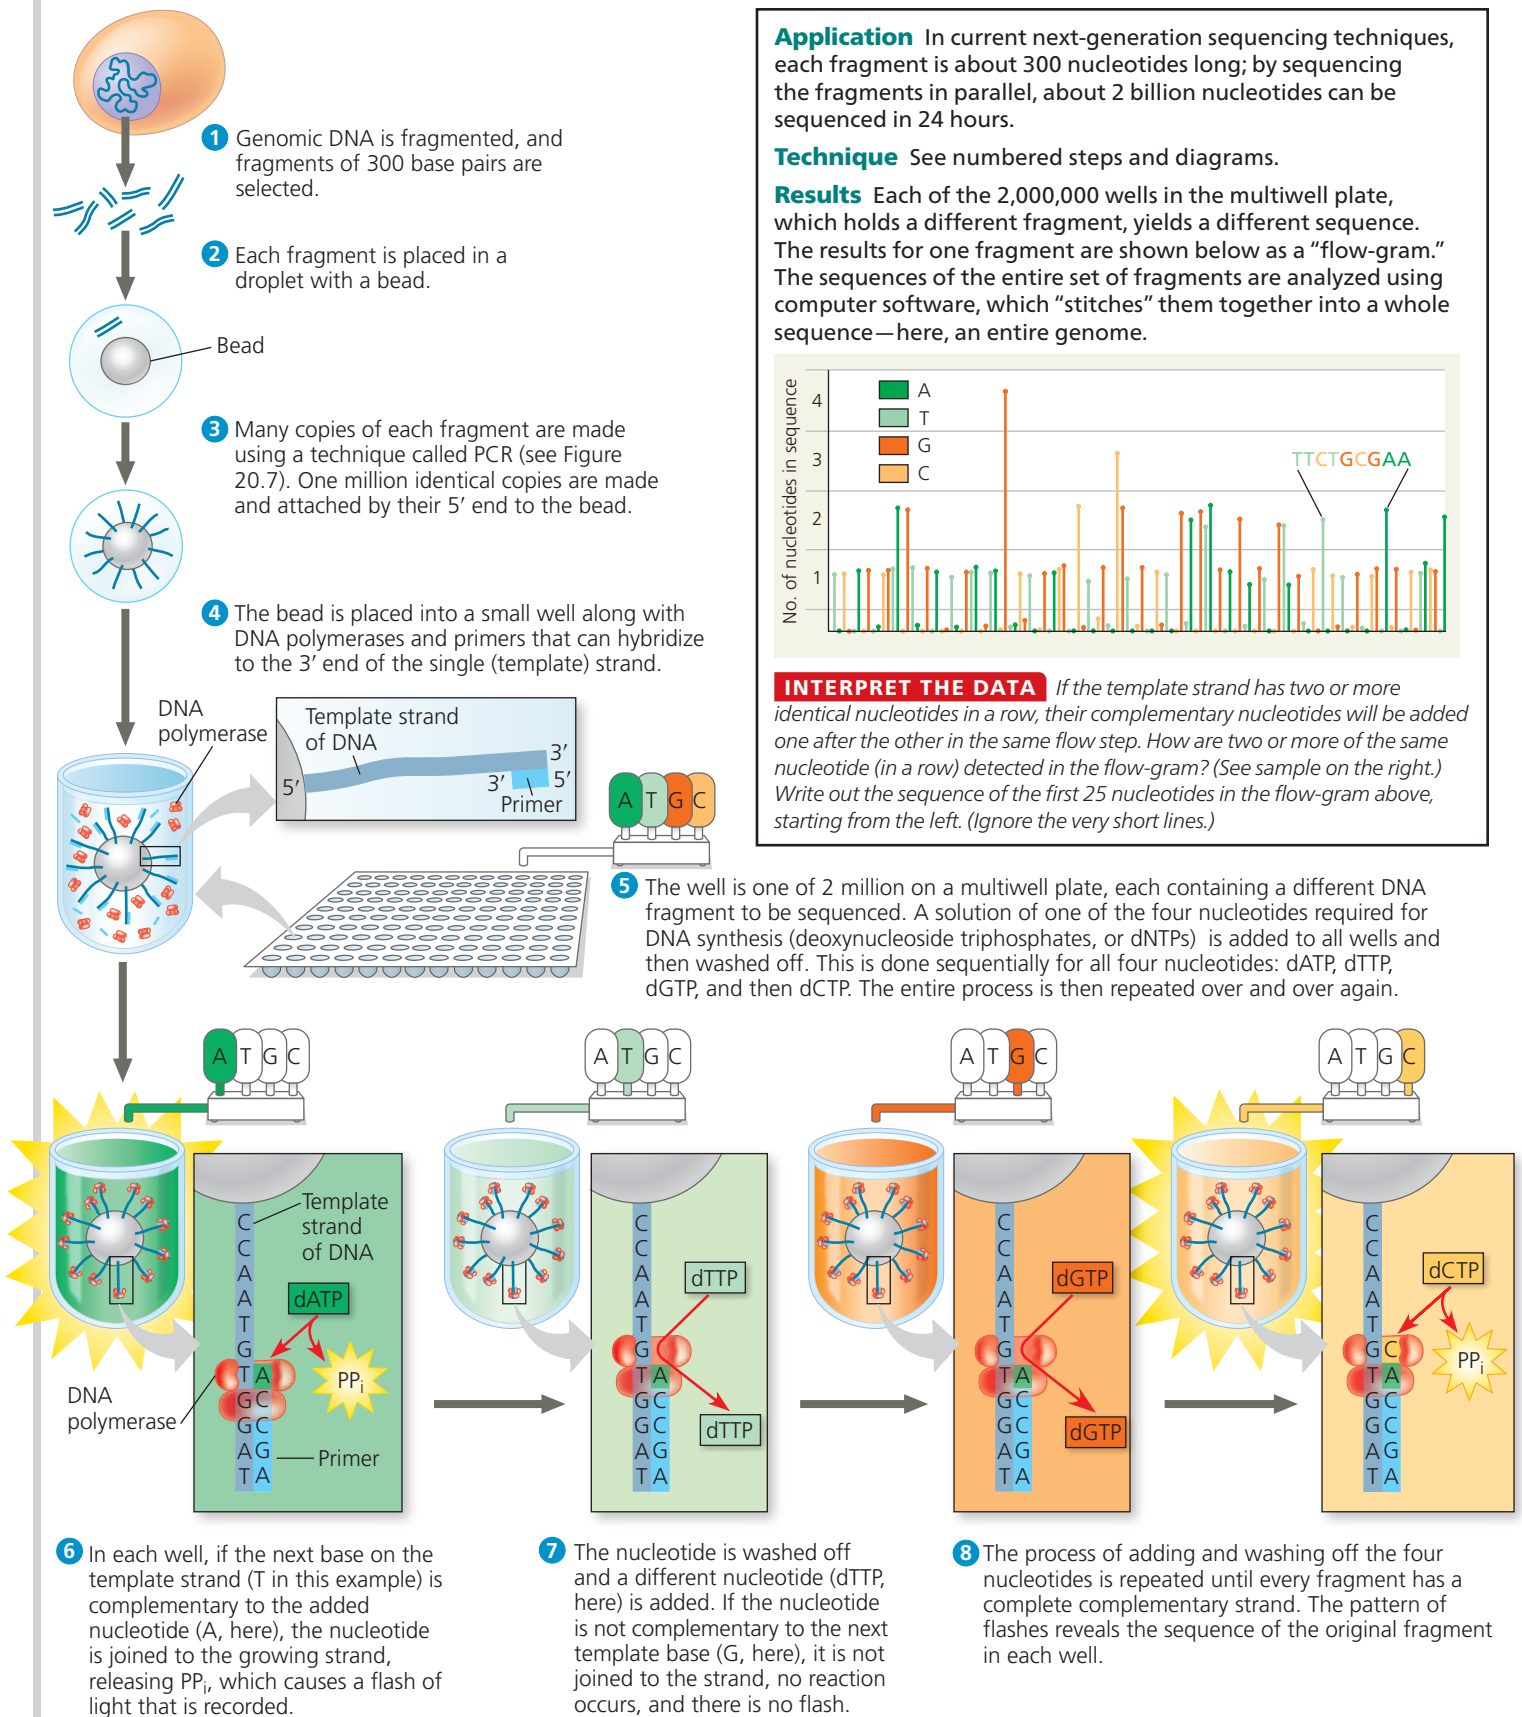 1 Genomic DNA is fragmented, and
fragments of 300 base pairs are
selected.
2 Each fragment is placed in a
droplet with a bead.
Bead
3 Many copies of each fragment are made
using a technique called PCR (see Figure
20.7). One million identical copies are made
and attached by their 5′ end to the bead.
4 The bead is placed into a small well along with
DNA polymerases and primers that can hybridize
to the 3′ end of the single (template) strand.
DNA
polymerase
Template strand
of DNA
5′
3′
3′
5′
Primer
A T G C
Application In current next-generation sequencing techniques,
each fragment is about 300 nucleotides long; by sequencing
the fragments in parallel, about 2 billion nucleotides can be
sequenced in 24 hours.
Technique See numbered steps and diagrams.
Results Each of the 2,000,000 wells in the multiwell plate,
which holds a different fragment, yields a different sequence.
The results for one fragment are shown below as a “flow-gram.”
The sequences of the entire set of fragments are analyzed using
computer software, which “stitches” them together into a whole
sequence—here, an entire genome.
No. of nucleotides in sequence
4
3
2
1
A
T
G
C
TTCTGCGAA
INTERPRET THE DATA If the template strand has two or more
identical nucleotides in a row, their complementary nucleotides will be added
one after the other in the same flow step. How are two or more of the same
nucleotide (in a row) detected in the flow-gram? (See sample on the right.)
Write out the sequence of the first 25 nucleotides in the flow-gram above,
starting from the left. (Ignore the very short lines.)
5 The well is one of 2 million on a multiwell plate, each containing a different DNA
fragment to be sequenced. A solution of one of the four nucleotides required for
DNA synthesis (deoxynucleoside triphosphates, or dNTPs) is added to all wells and
then washed off. This is done sequentially for all four nucleotides: dATP, dTTP,
dGTP, and then dCTP. The entire process is then repeated over and over again.
A T G C
Template
strand
of DNA
C
C
A
A
T
G
T A
G C
G C
A G
T A
dATP
PPi
DNA
polymerase
Primer
A T G C
C
C
A
A
T
G
T A
G C
G C
A G
T A
dTTP
dTTP
A T G C
C
C
A
A
T
G
T A
G C
G C
A G
T A
dGTP
dGTP
A T G C
C
C
A
A
T
G C
T A
G C
G C
A G
T A
dCTP
PPi
6 In each well, if the next base on the
template strand (T in this example) is
complementary to the added
nucleotide (A, here), the nucleotide
is joined to the growing strand,
releasing PPi, which causes a flash of
light that is recorded.
7 The nucleotide is washed off
and a different nucleotide (dTTP,
here) is added. If the nucleotide
is not complementary to the next
template base (G, here), it is not
joined to the strand, no reaction
occurs, and there is no flash.
8 The process of adding and washing off the four
nucleotides is repeated until every fragment has a
complete complementary strand. The pattern of
flashes reveals the sequence of the original fragment
in each well.